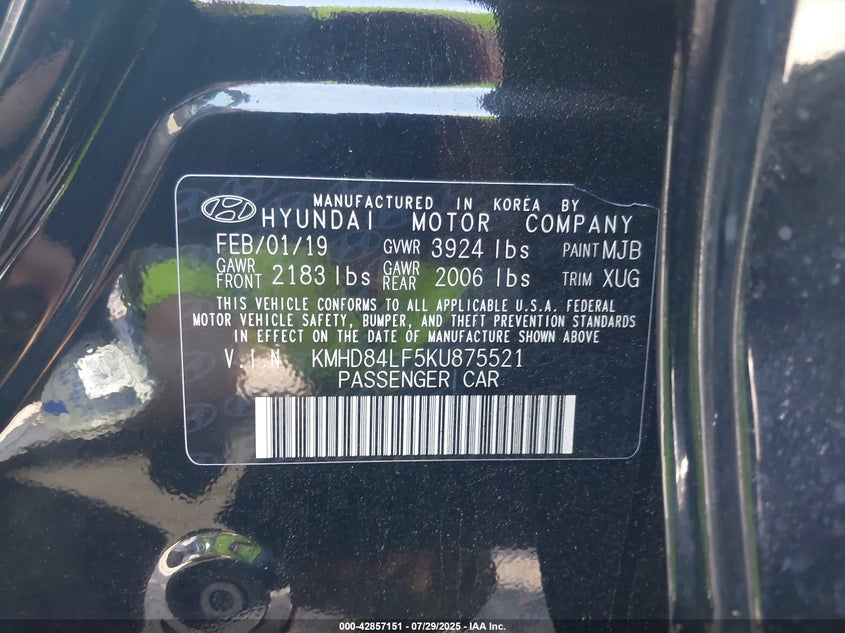 MANUFACTURED IN KOREA BY
HYUNDAI MOTOR COMPANY
FEB/01/19 GVWR 3924 lbs PAINT MJB
GAWR FRONT 2183 lbs GAWR REAR 2006 lbs TRIM XUG
THIS VEHICLE CONFORMS TO ALL APPLICABLE U.S.A. FEDERAL
MOTOR VEHICLE SAFETY, BUMPER, AND THEFT PREVENTION STANDARDS
IN EFFECT ON THE DATE OF MANUFACTURE SHOWN ABOVE
V.I.N. KMHD84LF5KU875521
PASSENGER CAR
000-42857151 - 07/29/2025 - IAA Inc.